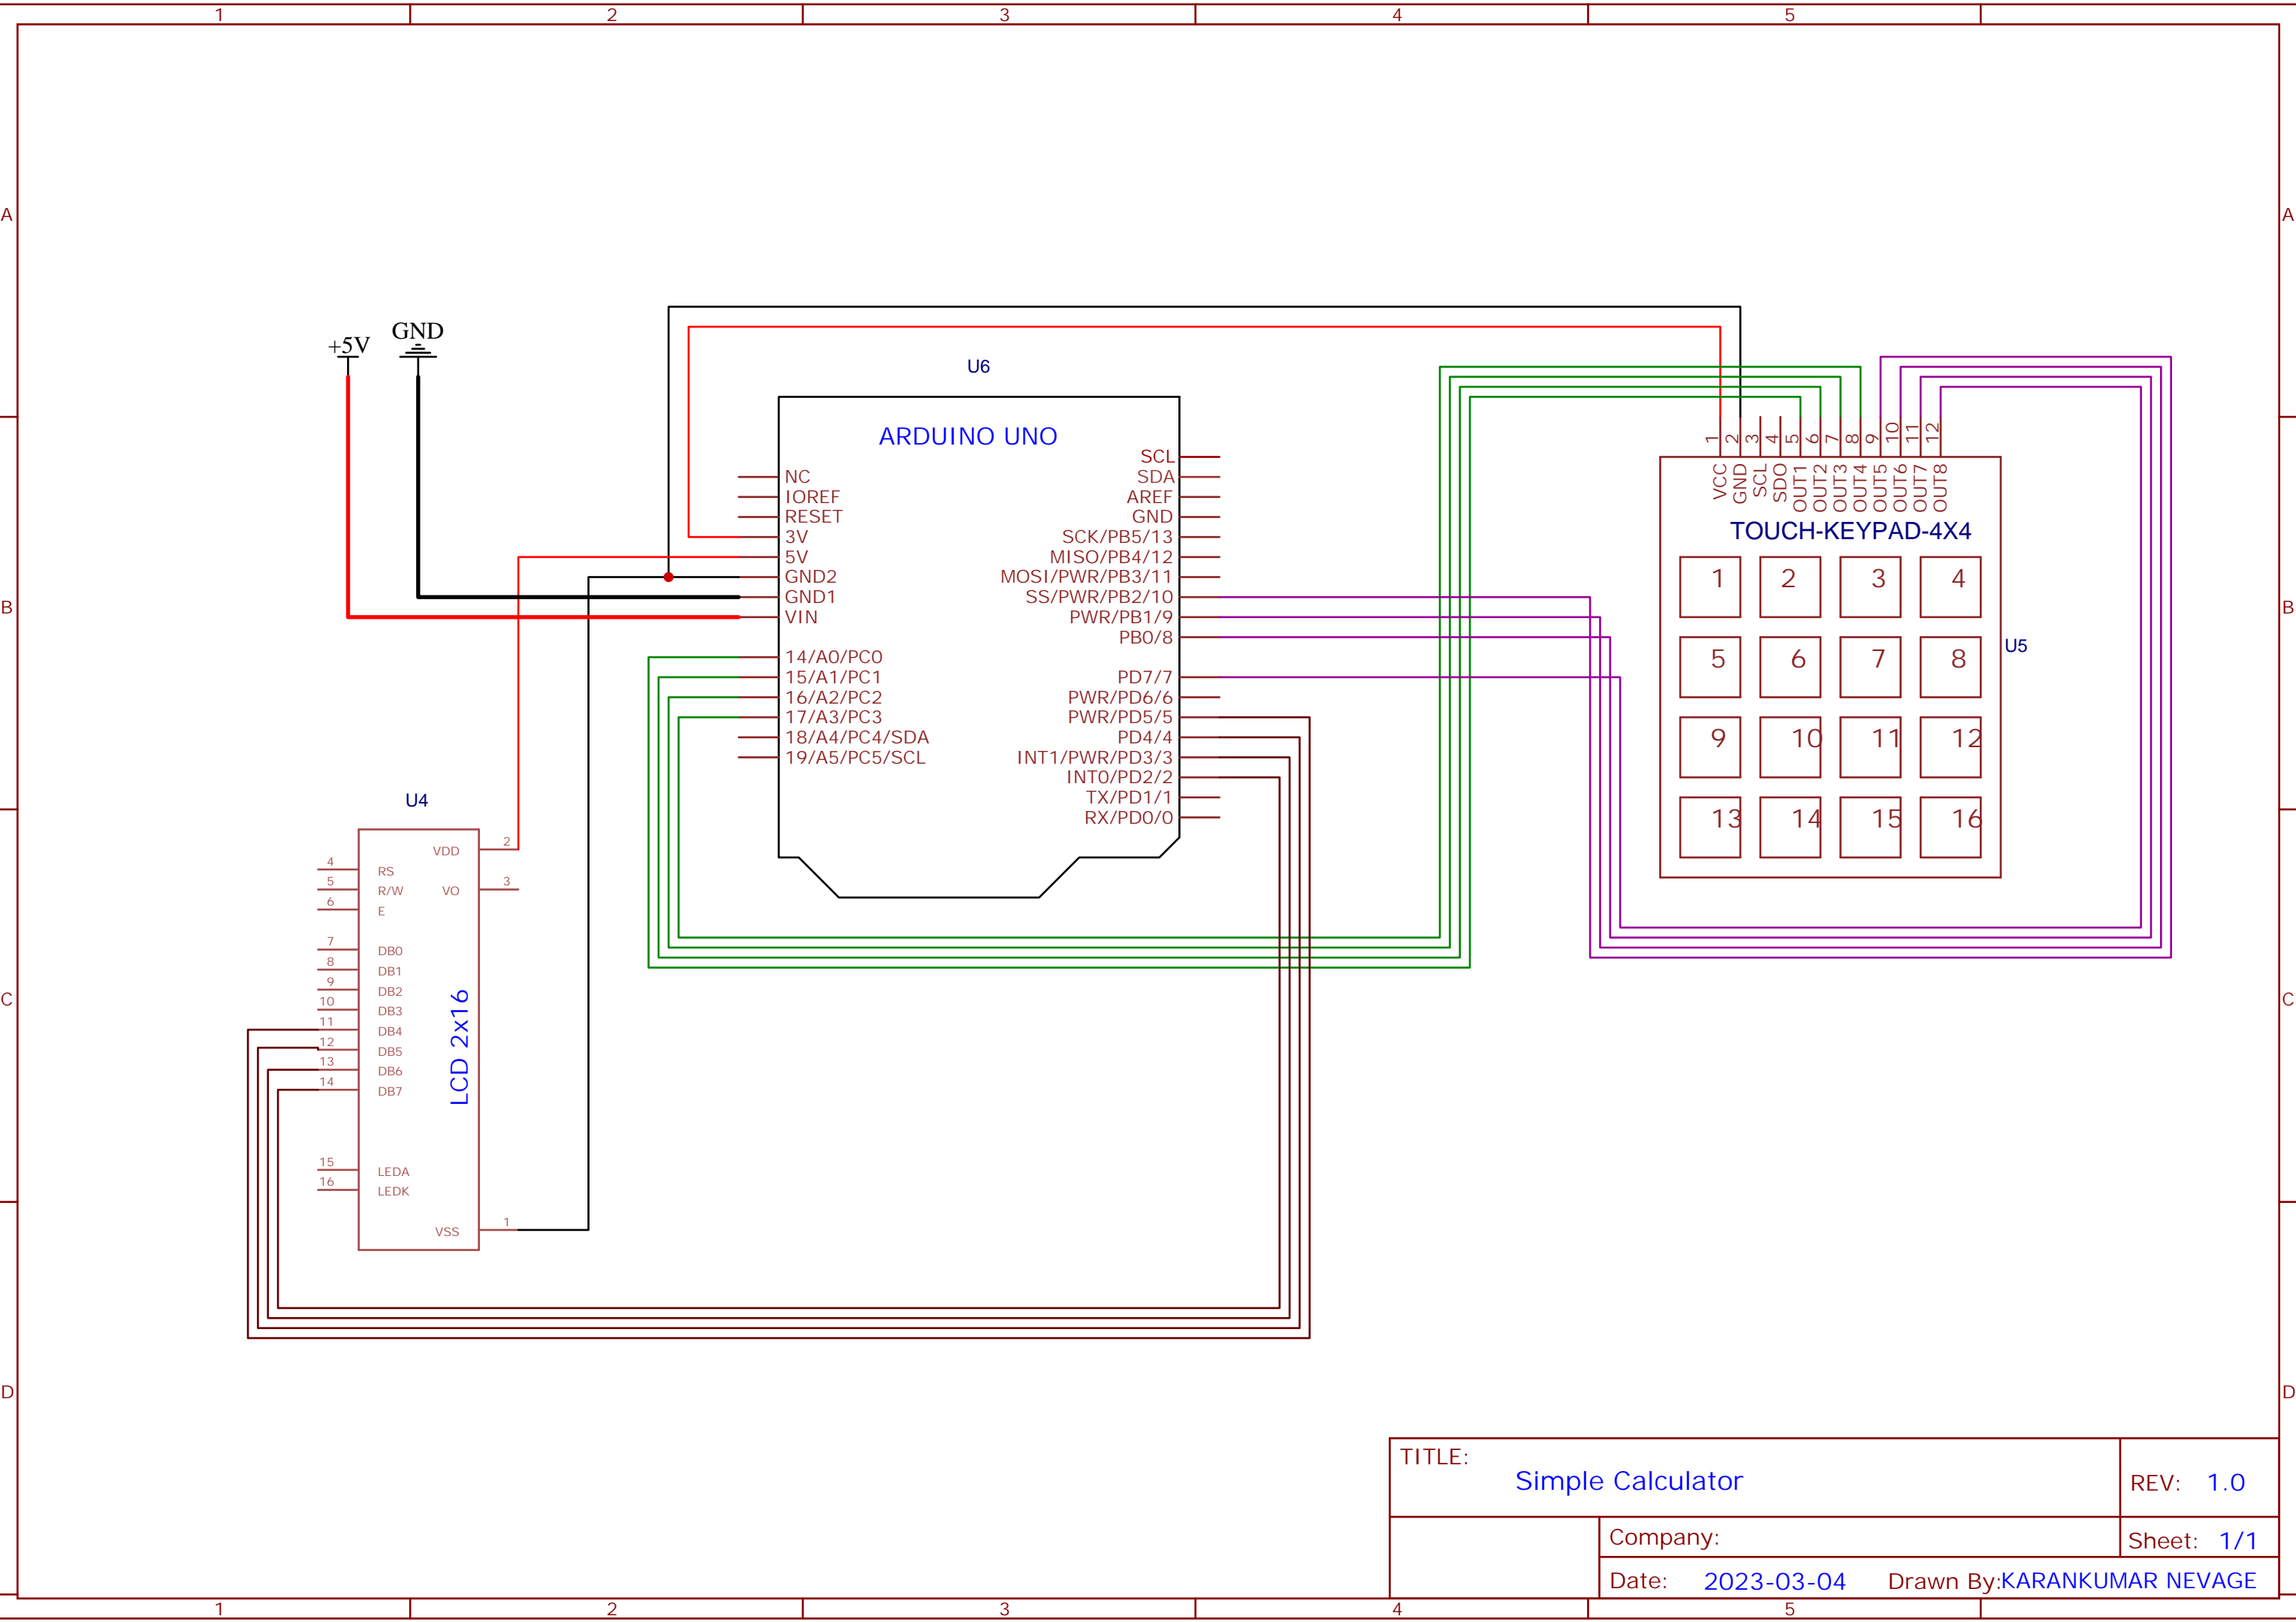 1 2 3 4 5
A A
B B
C C
D D
+5V
GND
U6
ARDUINO UNO
NC
IOREF
RESET
3V
5V
GND2
GND1
VIN
14/A0/PC0
15/A1/PC1
16/A2/PC2
17/A3/PC3
18/A4/PC4/SDA
19/A5/PC5/SCL
SCL
SDA
AREF
GND
SCK/PB5/13
MISO/PB4/12
MOSI/PWR/PB3/11
SS/PWR/PB2/10
PWR/PB1/9
PB0/8
PD7/7
PWR/PD6/6
PWR/PD5/5
PD4/4
INT1/PWR/PD3/3
INT0/PD2/2
TX/PD1/1
RX/PD0/0
1 2 3 4 5 6 7 8 9 10 11 12
VCC
GND
SCL
SDO
OUT1
OUT2
OUT3
OUT4
OUT5
OUT6
OUT7
OUT8
TOUCH-KEYPAD-4X4
1 2 3 4
5 6 7 8
9 10 11 12
13 14 15 16
U5
U4
LCD 2x16
VDD 2
VO 3
VSS 1
4 RS
5 R/W
6 E
7 DB0
8 DB1
9 DB2
10 DB3
11 DB4
12 DB5
13 DB6
14 DB7
15 LEDA
16 LEDK
TITLE:
Simple Calculator
REV: 1.0
Company:
Sheet: 1/1
Date: 2023-03-04
Drawn By:KARANKUMAR NEVAGE
1 2 3 4 5